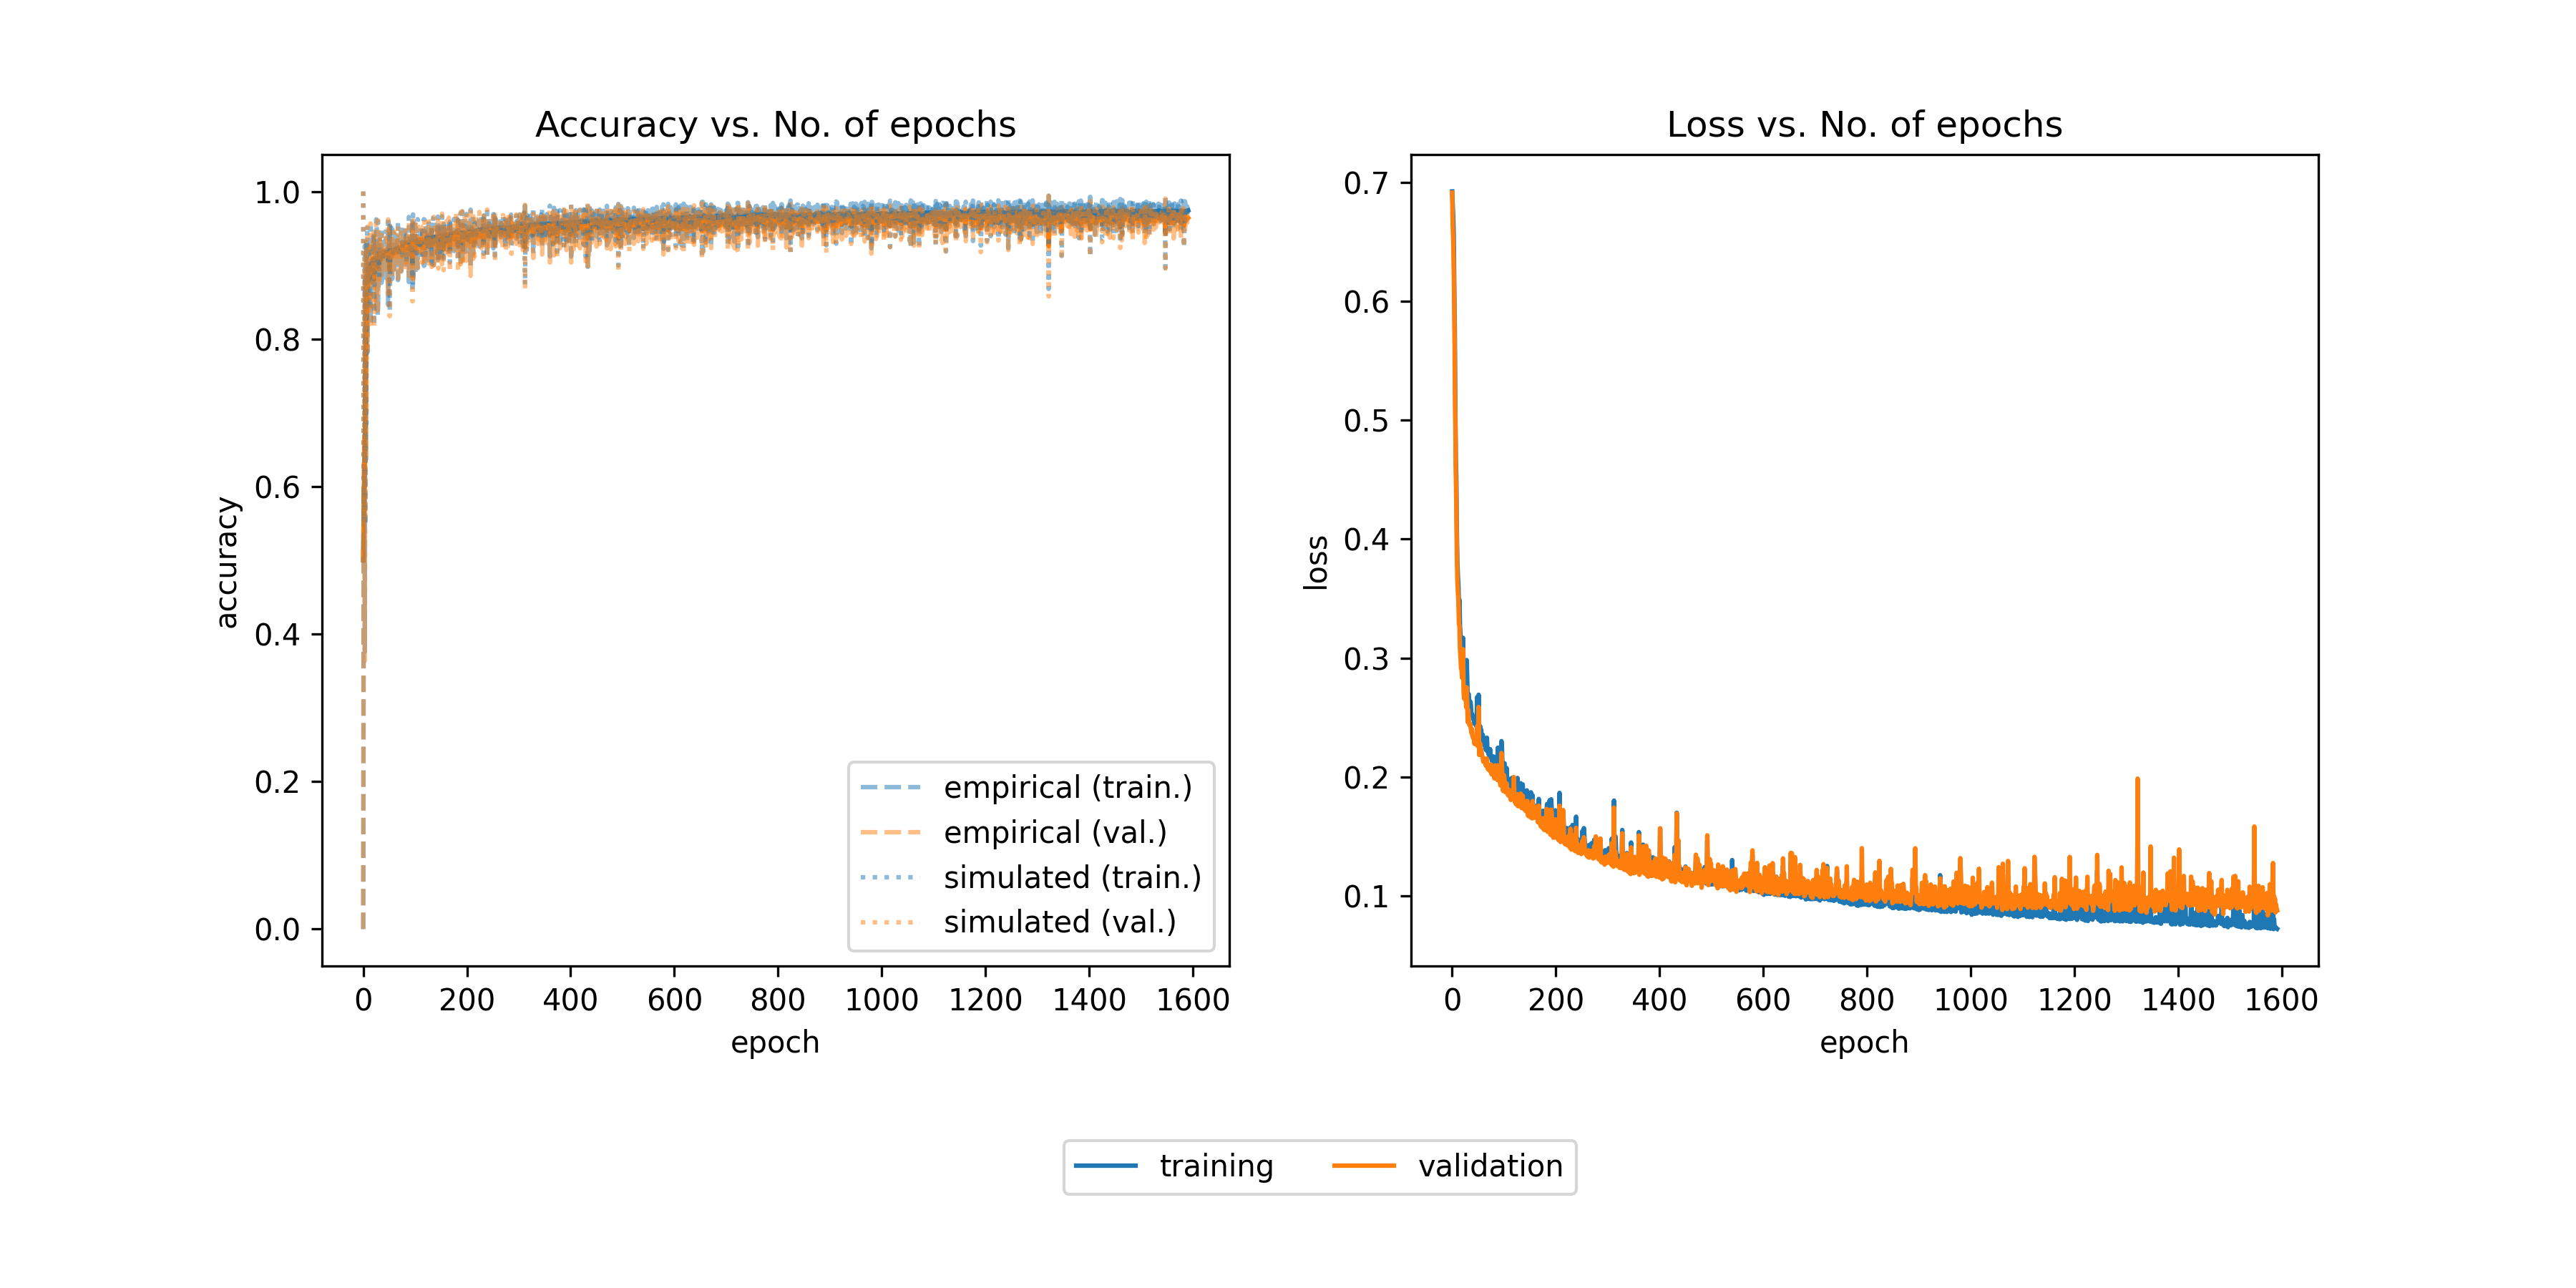 Accuracy vs. No. of epochs
accuracy
1.0
0.8
0.6
0.4
0.2
0.0
0 200 400 600 800 1000 1200 1400 1600
epoch
empirical (train.)
empirical (val.)
simulated (train.)
simulated (val.)
Loss vs. No. of epochs
loss
0.7
0.6
0.5
0.4
0.3
0.2
0.1
0 200 400 600 800 1000 1200 1400 1600
epoch
training validation